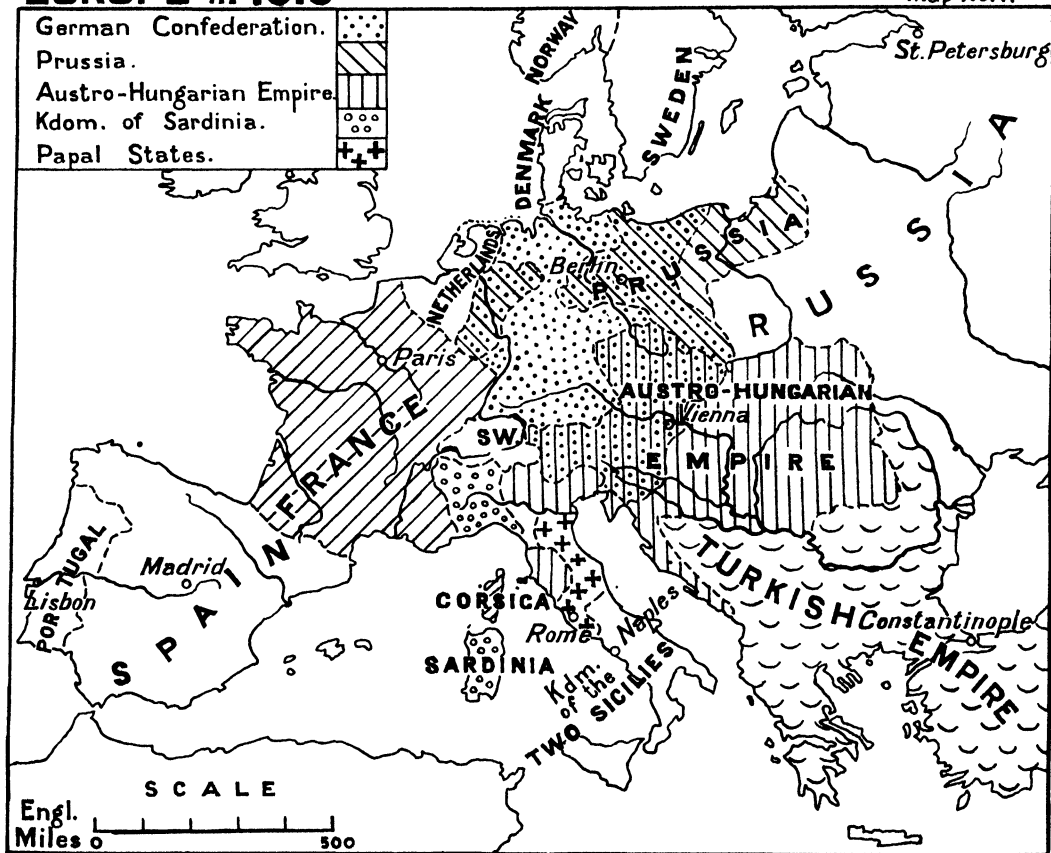 German Confederation.
Prussia.
Austro-Hungarian Empire.
Kdom. of Sardinia.
Papal States.
NORWAY
SWEDEN
DENMARK
St. Petersburg
RUSSIA
NETHERLANDS
Berlin
PRUSSIA
Paris
FRANCE
AUSTRO-HUNGARIAN
Vienna
EMPIRE
SW.
PORTUGAL
Lisbon
Madrid
SPAIN
CORSICA
SARDINIA
Rome
Naples
Kdm.
of the
TWO SICILIES
TURKISH
EMPIRE
Constantinople
SCALE
Engl.
Miles 0 500